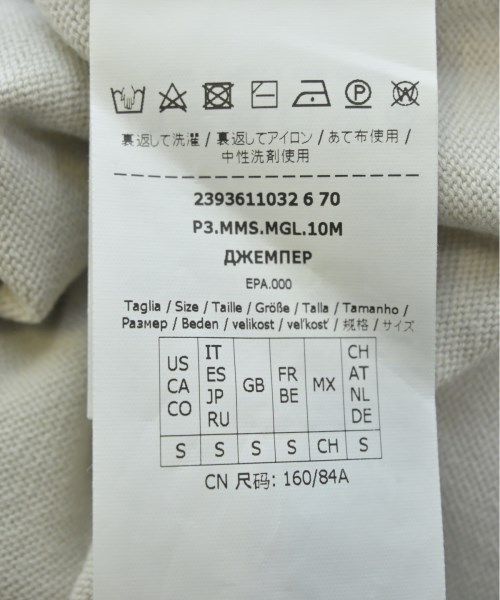 裏返して洗濯 / 裏返してアイロン / あて布使用 /
中性洗剤使用
2393611032 6 70
P3.MMS.MGL.10M
ДЖЕМПЕР
EPA.000
Taglia / Size / Taille / Größe / Talla / Tamanho /
Размер / Beden / velikost / veľkosť / 规格 / サイズ
US CA CO
IT ES JP RU
GB
FR BE
MX
CH AT NL DE
S S S S CH S
CN 尺码: 160/84A